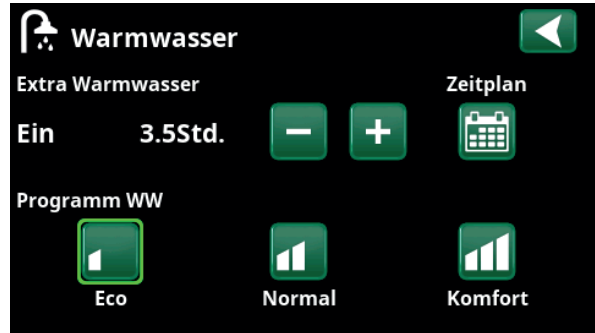 Warmwasser
Extra Warmwasser Zeitplan
Ein 3.5Std.
Programm WW
Eco Normal Komfort